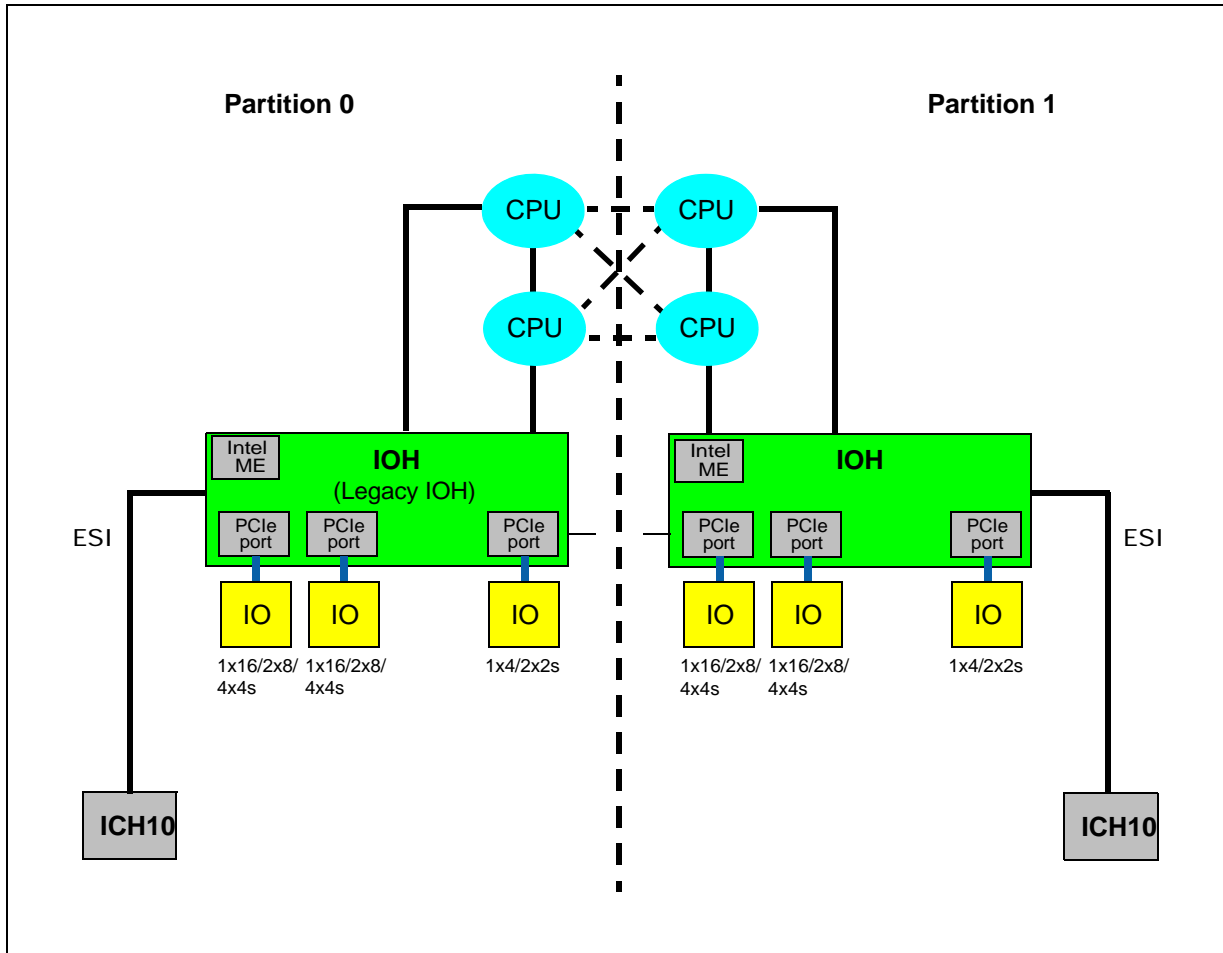 Partition 0
Partition 1
CPU
CPU
CPU
CPU
Intel
ME
IOH
(Legacy IOH)
Intel
ME
IOH
ESI
PCIe
port
PCIe
port
PCIe
port
PCIe
port
PCIe
port
PCIe
port
ESI
IO
IO
IO
IO
IO
IO
1x16/2x8/
4x4s
1x16/2x8/
4x4s
1x4/2x2s
1x16/2x8/
4x4s
1x16/2x8/
4x4s
1x4/2x2s
ICH10
ICH10